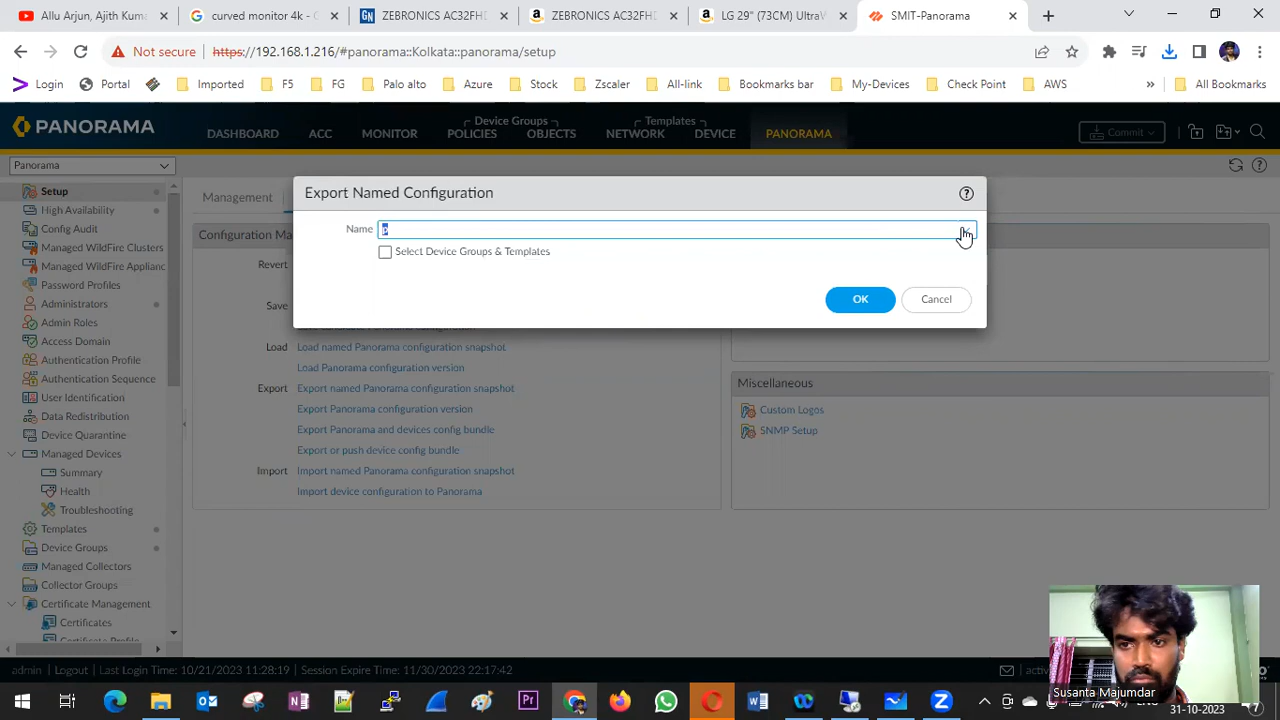 Allu Arjun, Ajith Kuma
curved monitor 4k - G
ZEBRONICS AC32FHD
ZEBRONICS AC32FHD
LG 29" (73CM) UltraW
SMIT-Panorama
Not secure
https://192.168.1.216/#panorama::Kolkata::panorama/setup
Login
Portal
Imported
F5
FG
Palo alto
Azure
Stock
Zscaler
All-link
Bookmarks bar
My-Devices
Check Point
AWS
»
All Bookmarks
PANORAMA
DASHBOARD
ACC
MONITOR
Device Groups
POLICIES
OBJECTS
Templates
NETWORK
DEVICE
PANORAMA
Commit
Panorama
Setup
High Availability
Config Audit
Managed WildFire Clusters
Managed WildFire Applianc
Password Profiles
Administrators
Admin Roles
Access Domain
Authentication Profile
Authentication Sequence
User Identification
Data Redistribution
Device Quarantine
Managed Devices
Summary
Health
Troubleshooting
Templates
Device Groups
Managed Collectors
Collector Groups
Certificate Management
Certificates
Certificate Profile
Management
Configuration Ma
Revert
Save
Load
Load named Panorama configuration snapshot
Load Panorama configuration version
Export
Export named Panorama configuration snapshot
Export Panorama configuration version
Export Panorama and devices config bundle
Export or push device config bundle
Import
Import named Panorama configuration snapshot
Import device configuration to Panorama
Export Named Configuration
Name
p
Select Device Groups & Templates
OK
Cancel
Miscellaneous
Custom Logos
SNMP Setup
admin
Logout
Last Login Time: 10/21/2023 11:28:19
Session Expire Time: 11/30/2023 22:17:42
activ
Susanta Majumdar
31-10-2023